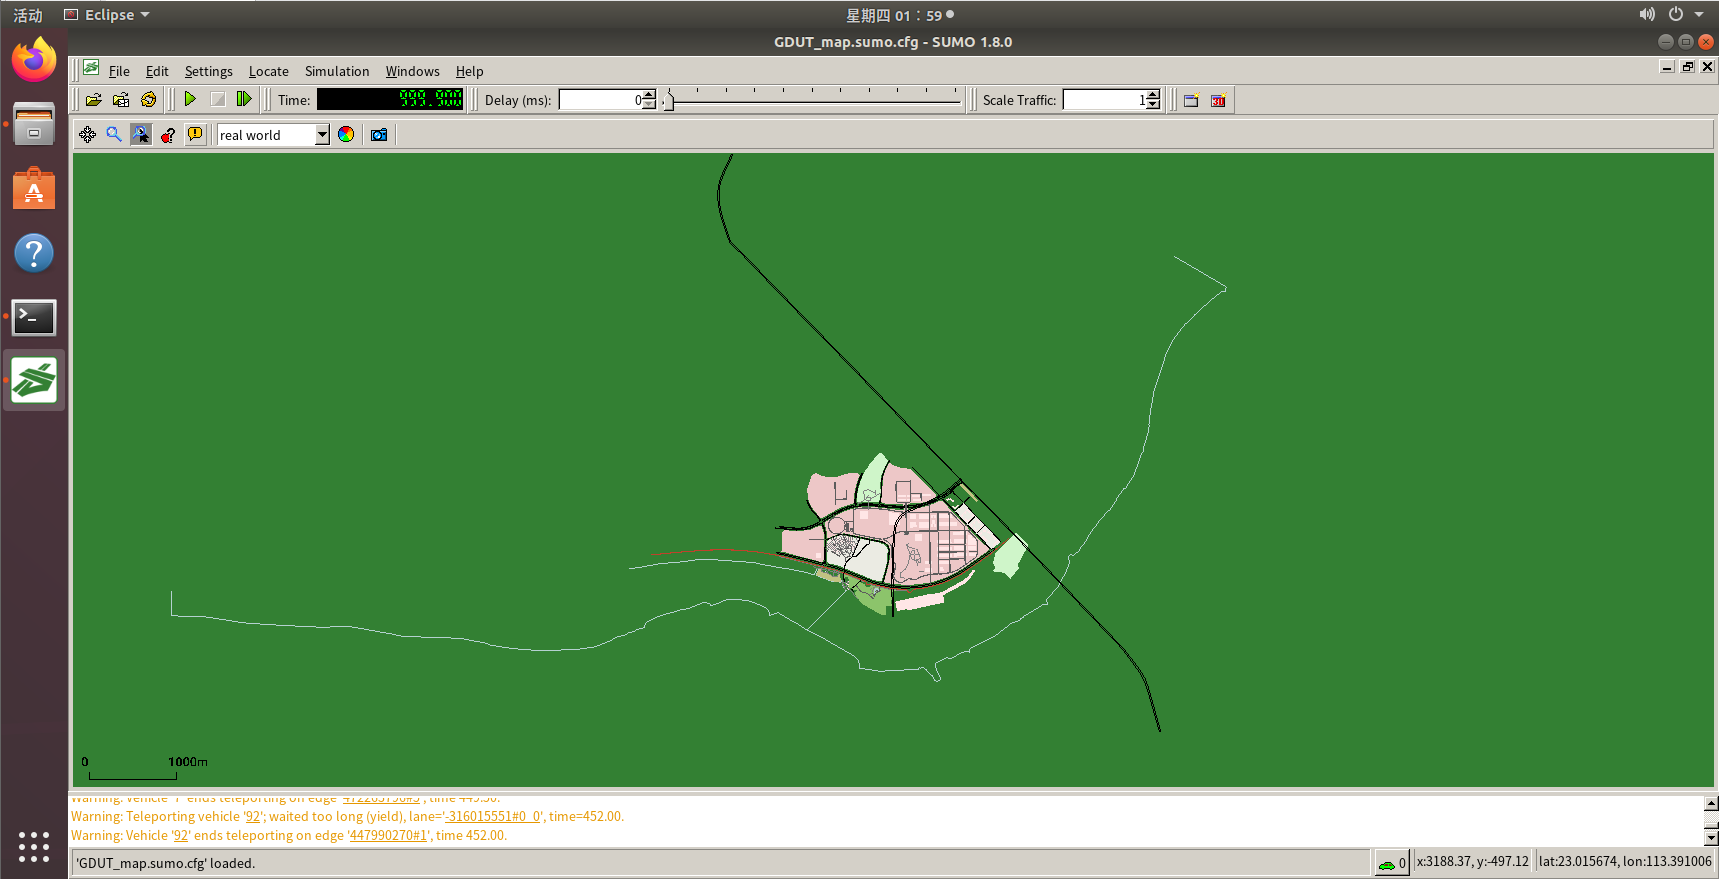 活动 Eclipse 星期四 01：59
GDUT_map.sumo.cfg - SUMO 1.8.0
File Edit Settings Locate Simulation Windows Help
Time: 999.900 Delay (ms): 0 Scale Traffic: 1
real world
0 1000m
Warning: Vehicle ends teleporting on edge '472263796#3', time 449.50.
Warning: Teleporting vehicle '92'; waited too long (yield), lane='-316015551#0_0', time=452.00.
Warning: Vehicle '92' ends teleporting on edge '447990270#1', time 452.00.
'GDUT_map.sumo.cfg' loaded. 0 x:3188.37, y:-497.12 lat:23.015674, lon:113.391006